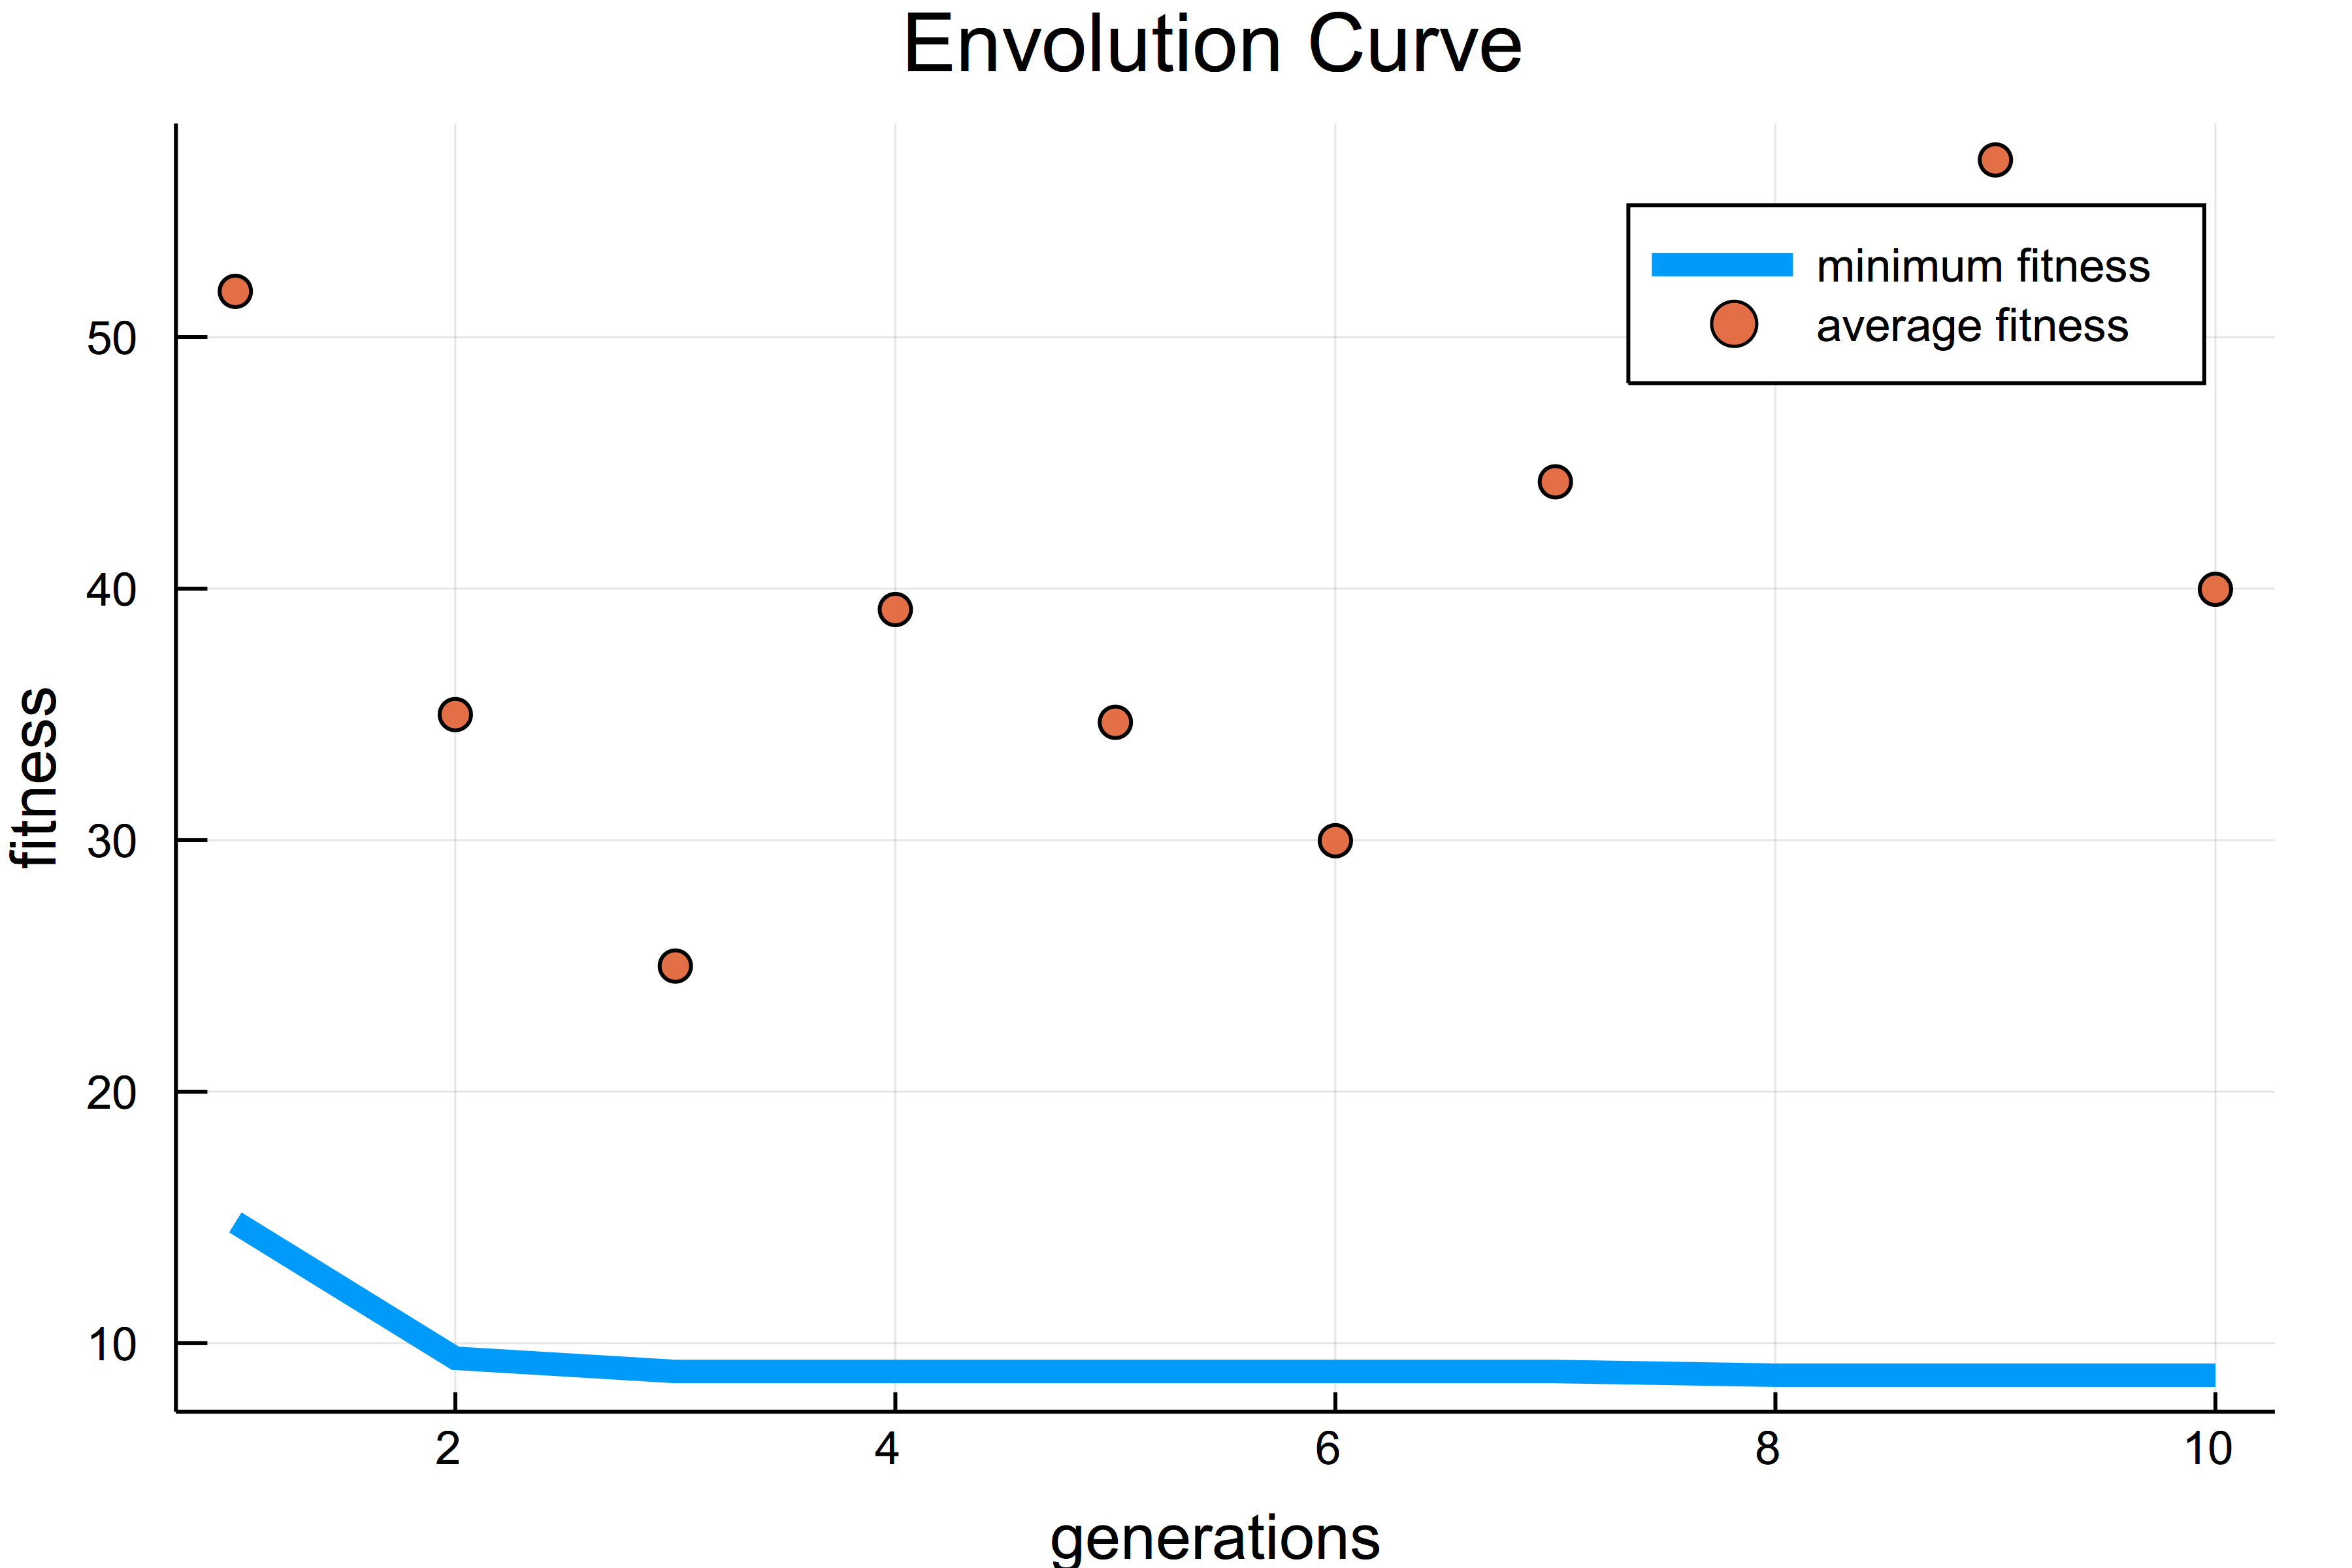 Envolution Curve
minimum fitness
average fitness
50
40
30
20
10
fitness
2 4 6 8 10
generations